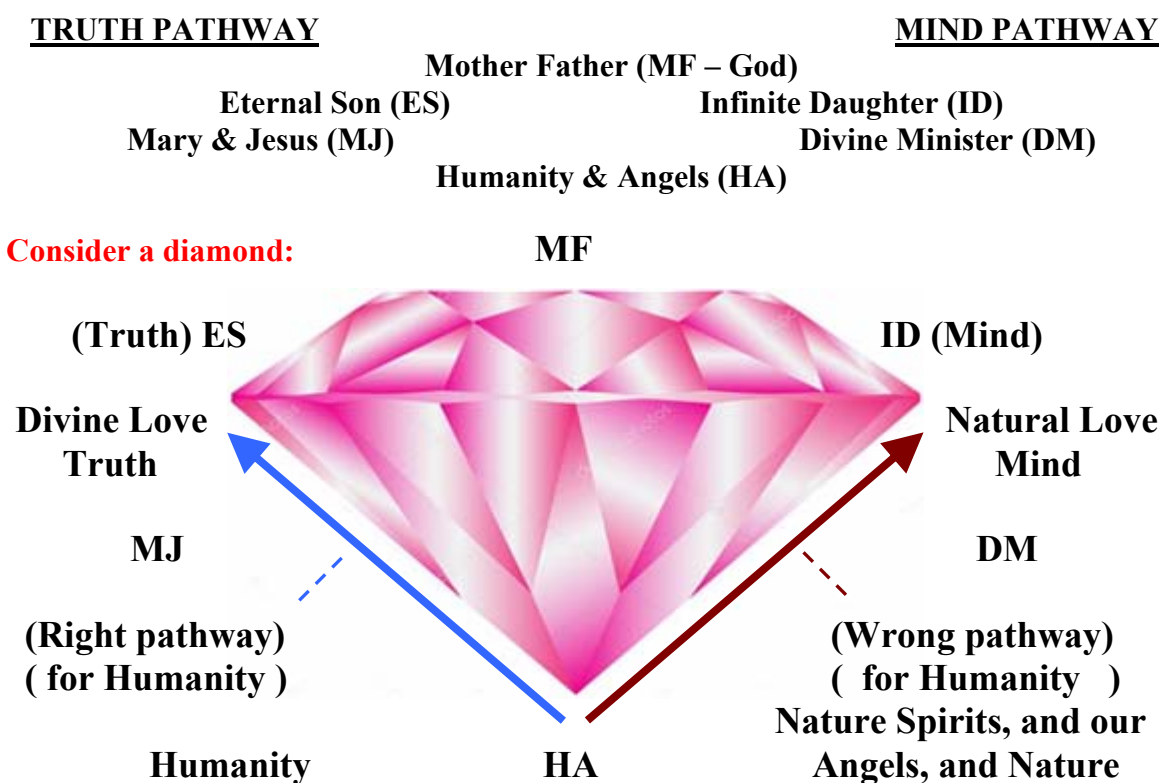 TRUTH PATHWAY MIND PATHWAY
Mother Father (MF – God)
Eternal Son (ES) Infinite Daughter (ID)
Mary & Jesus (MJ) Divine Minister (DM)
Humanity & Angels (HA)
Consider a diamond: MF
(Truth) ES ID (Mind)
Divine Love Natural Love
Truth Mind
MJ DM
(Right pathway) (Wrong pathway)
( for Humanity ) ( for Humanity )
Nature Spirits, and our
Humanity HA Angels, and Nature